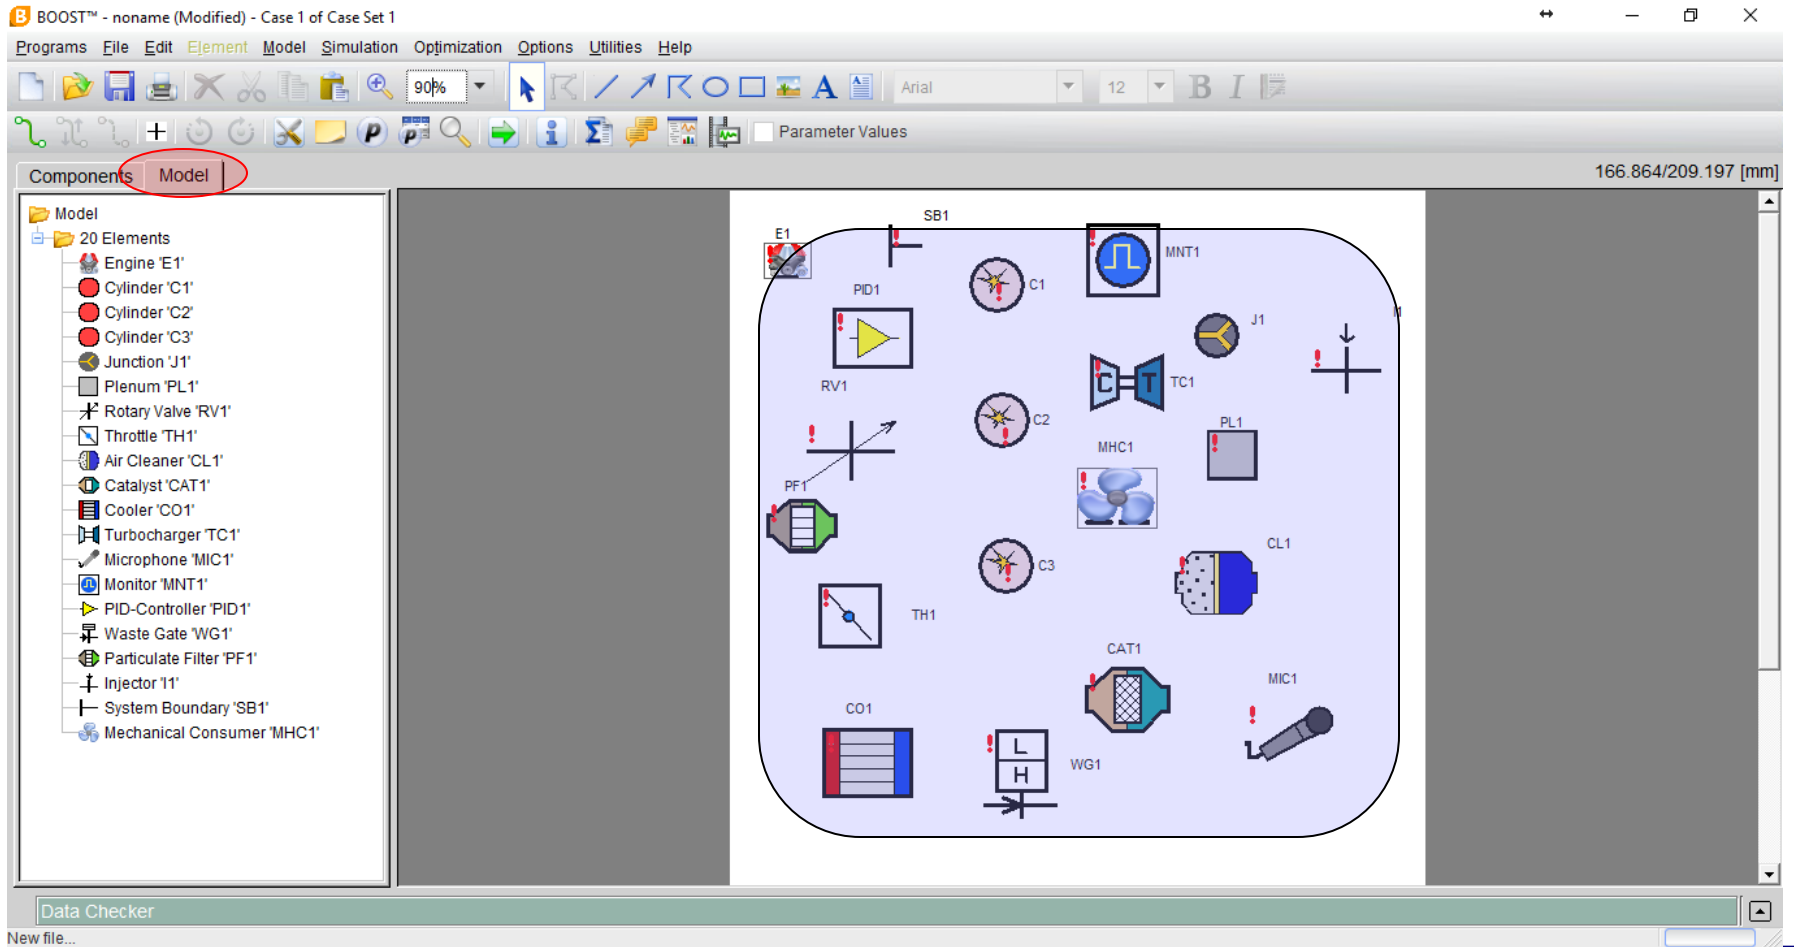 BOOST™ - noname (Modified) - Case 1 of Case Set 1
Programs File Edit Element Model Simulation Optimization Options Utilities Help
90%
A
Arial
12
B
I
Parameter Values
Components
Model
166.864/209.197 [mm]
Model
20 Elements
Engine 'E1'
Cylinder 'C1'
Cylinder 'C2'
Cylinder 'C3'
Junction 'J1'
Plenum 'PL1'
Rotary Valve 'RV1'
Throttle 'TH1'
Air Cleaner 'CL1'
Catalyst 'CAT1'
Cooler 'CO1'
Turbocharger 'TC1'
Microphone 'MIC1'
Monitor 'MNT1'
PID-Controller 'PID1'
Waste Gate 'WG1'
Particulate Filter 'PF1'
Injector 'I1'
System Boundary 'SB1'
Mechanical Consumer 'MHC1'
SB1
E1
MNT1
C1
PID1
I1
J1
RV1
C T
TC1
C2
PL1
MHC1
PF1
CL1
C3
TH1
CAT1
MIC1
CO1
L
H
WG1
Data Checker
New file...